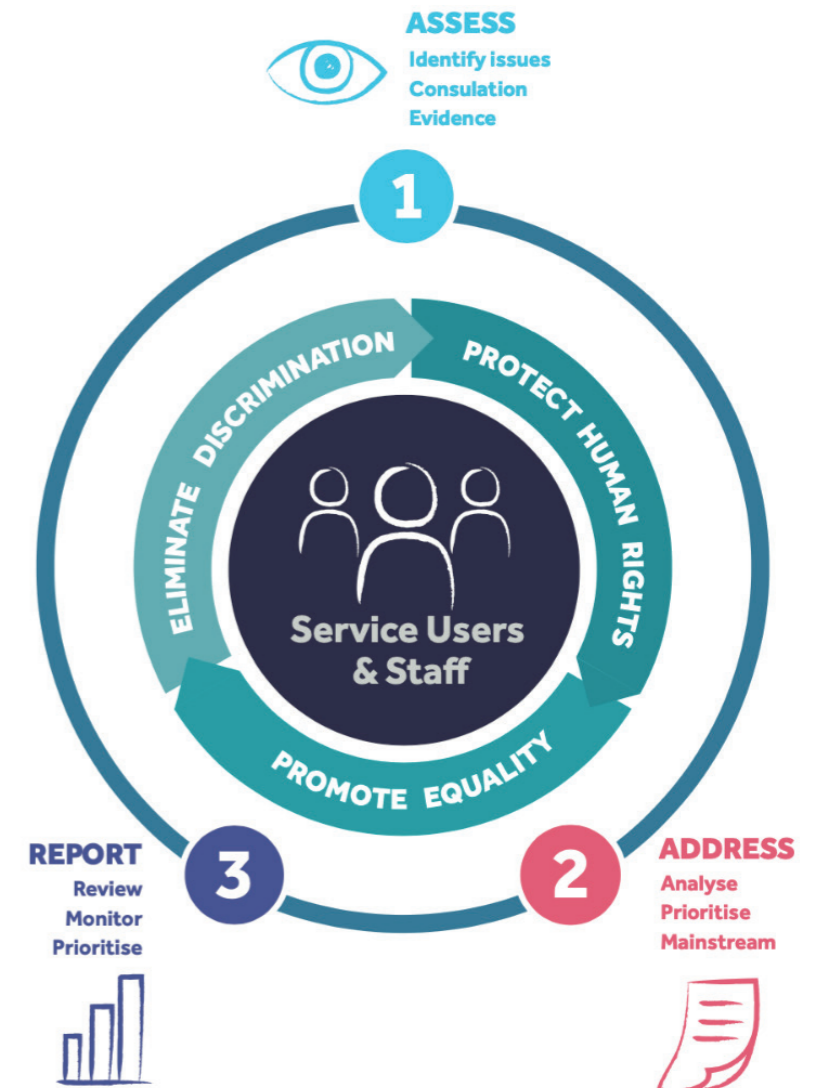 ASSESS
Identify issues
Consulation
Evidence
1
ELIMINATE DISCRIMINATION
PROTECT HUMAN RIGHTS
Service Users
& Staff
PROMOTE EQUALITY
REPORT
Review
Monitor
Prioritise
3
2
ADDRESS
Analyse
Prioritise
Mainstream